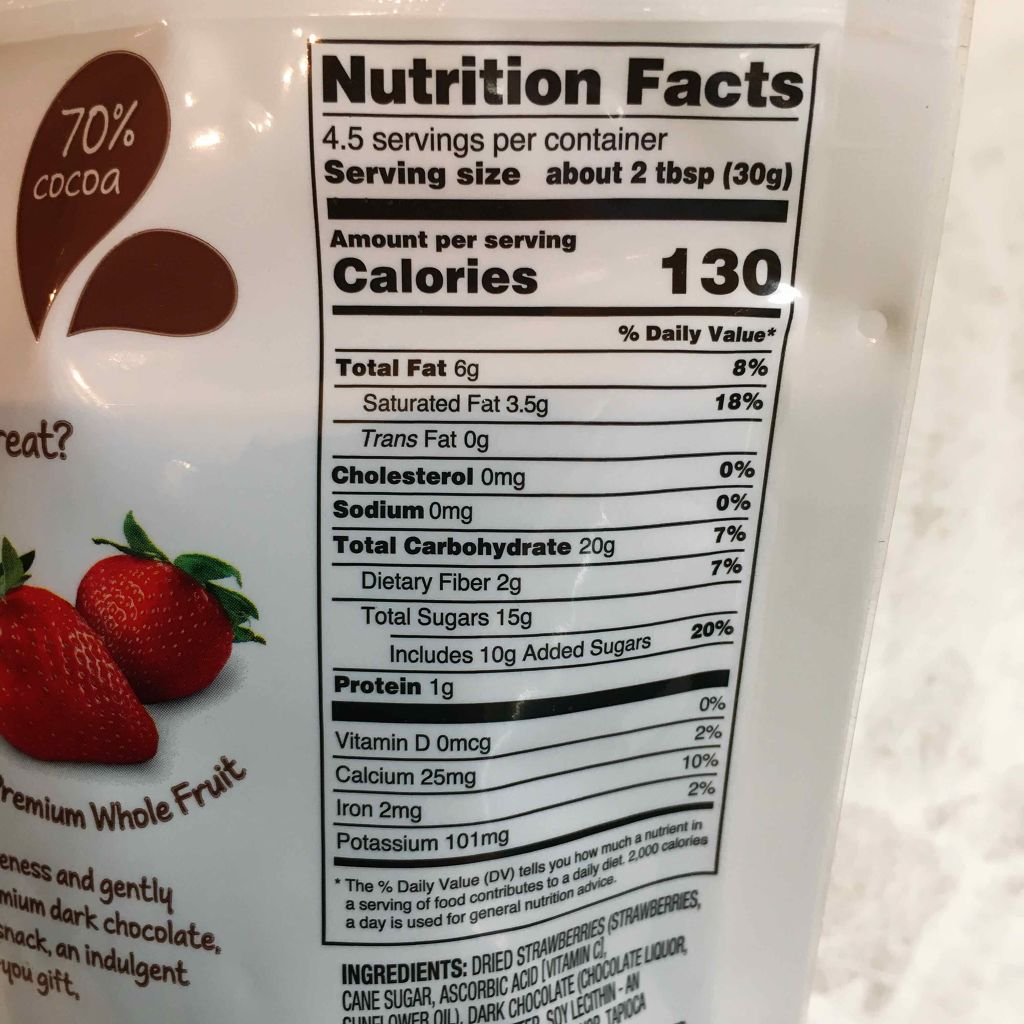 70%
cocoa
reat?
Premium Whole Fruit
eness and gently
mium dark chocolate,
snack, an indulgent
you gift,
Nutrition Facts
4.5 servings per container
Serving size about 2 tbsp (30g)
Amount per serving
Calories 130
% Daily Value*
Total Fat 6g 8%
Saturated Fat 3.5g 18%
Trans Fat 0g
Cholesterol 0mg 0%
Sodium 0mg 0%
Total Carbohydrate 20g 7%
Dietary Fiber 2g 7%
Total Sugars 15g
Includes 10g Added Sugars 20%
Protein 1g
Vitamin D 0mcg 0%
Calcium 25mg 2%
Iron 2mg 10%
Potassium 101mg 2%
* The % Daily Value (DV) tells you how much a nutrient in
a serving of food contributes to a daily diet. 2,000 calories
a day is used for general nutrition advice.
INGREDIENTS: DRIED STRAWBERRIES (STRAWBERRIES,
CANE SUGAR, ASCORBIC ACID [VITAMIN C],
SUNFLOWER OIL), DARK CHOCOLATE (CHOCOLATE LIQUOR,
SOY LECITHIN - AN
TAPIOCA